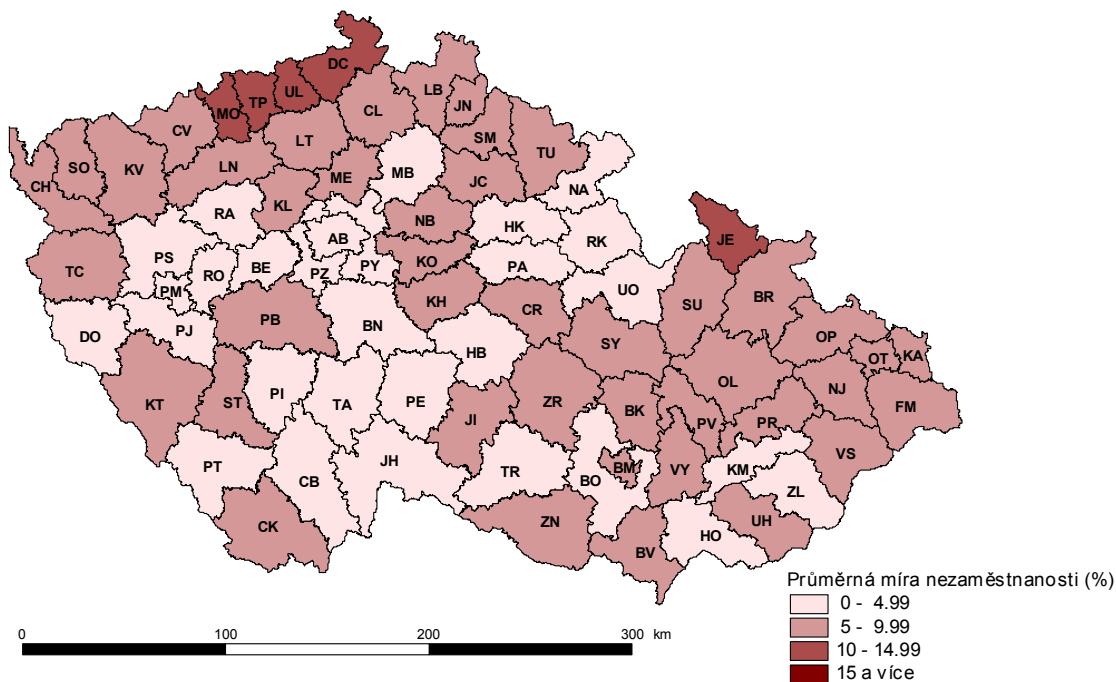 DC
UL
TP
MO
LB
JN
CL
CV
LT
SM
TU
SO
KV
LN
ME
MB
JC
NA
CH
RA
KL
NB
HK
RK
AB
JE
TC
PS
RO
BE
PZ
PY
KO
PA
PM
UO
SU
BR
DO
PJ
PB
BN
KH
CR
SY
OP
OT
KA
HB
OL
NJ
KT
ST
PI
TA
PE
ZR
BK
FM
JI
PV
PR
VS
PT
CB
JH
TR
BO
BM
VY
KM
ZL
CK
ZN
BV
HO
UH
Průměrná míra nezaměstnanosti (%)
0 - 4.99
5 - 9.99
10 - 14.99
15 a více
0 100 200 300 km